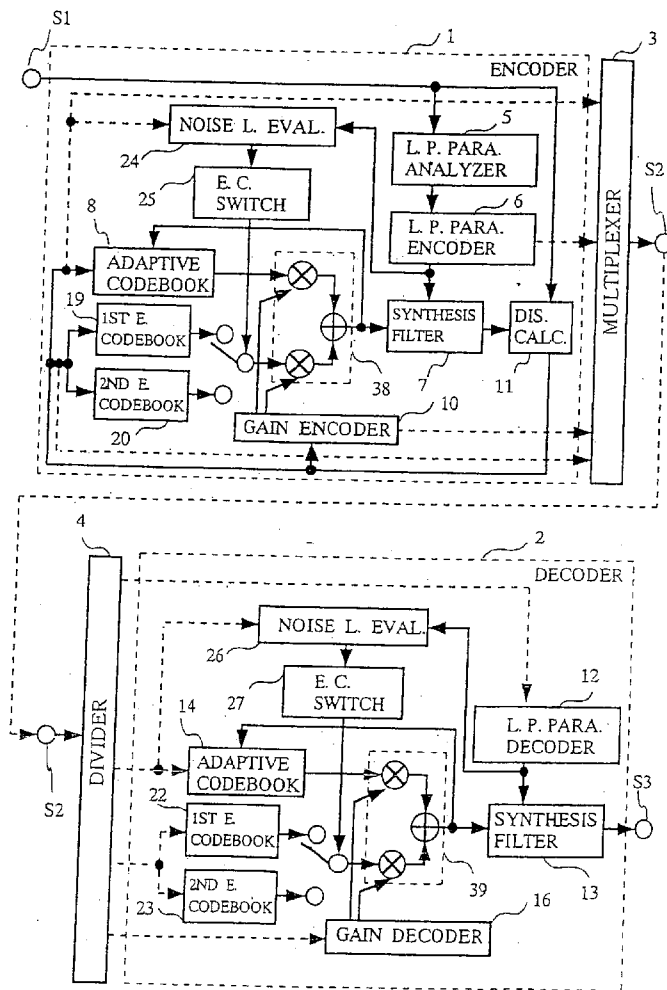 S1
1
3
ENCODER
NOISE L. EVAL.
24
5
L. P. PARA.
ANALYZER
S2
25
E. C.
SWITCH
6
L. P. PARA.
ENCODER
8
ADAPTIVE
CODEBOOK
19
1ST E.
CODEBOOK
SYNTHESIS
FILTER
7
DIS.
CALC.
11
MULTIPLEXER
2ND E.
CODEBOOK
20
38
10
GAIN ENCODER
4
2
DECODER
NOISE L. EVAL.
26
27
E. C.
SWITCH
12
L. P. PARA.
DECODER
14
ADAPTIVE
CODEBOOK
S2
DIVIDER
22
1ST E.
CODEBOOK
S3
SYNTHESIS
FILTER
13
2ND E.
CODEBOOK
23
39
16
GAIN DECODER